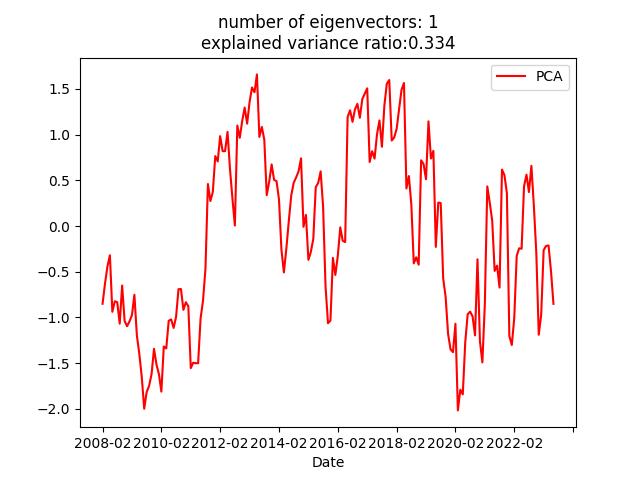 number of eigenvectors: 1
explained variance ratio:0.334
PCA
1.5
1.0
0.5
0.0
−0.5
−1.0
−1.5
−2.0
2008-02 2010-02 2012-02 2014-02 2016-02 2018-02 2020-02 2022-02
Date